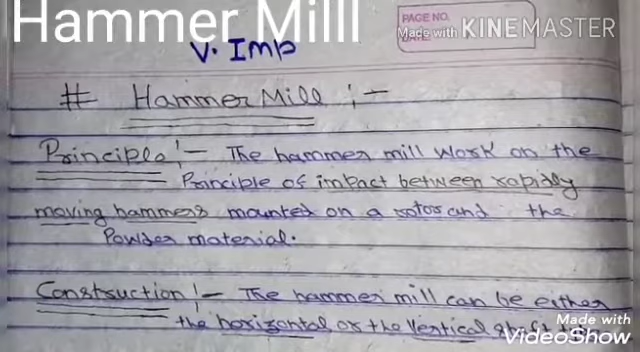 Hammer Milll
PAGE NO.
DATE:
Made with KINEMASTER
V. Imp
# Hammer Mill :-
Principle :- The hammer mill work on the
Principle of impact between rapidly
moving hammers mounted on a rotor and the
Powder material.
Construction :- The hammer mill can be either
the horizontal or the vertical
Made with
VideoShow